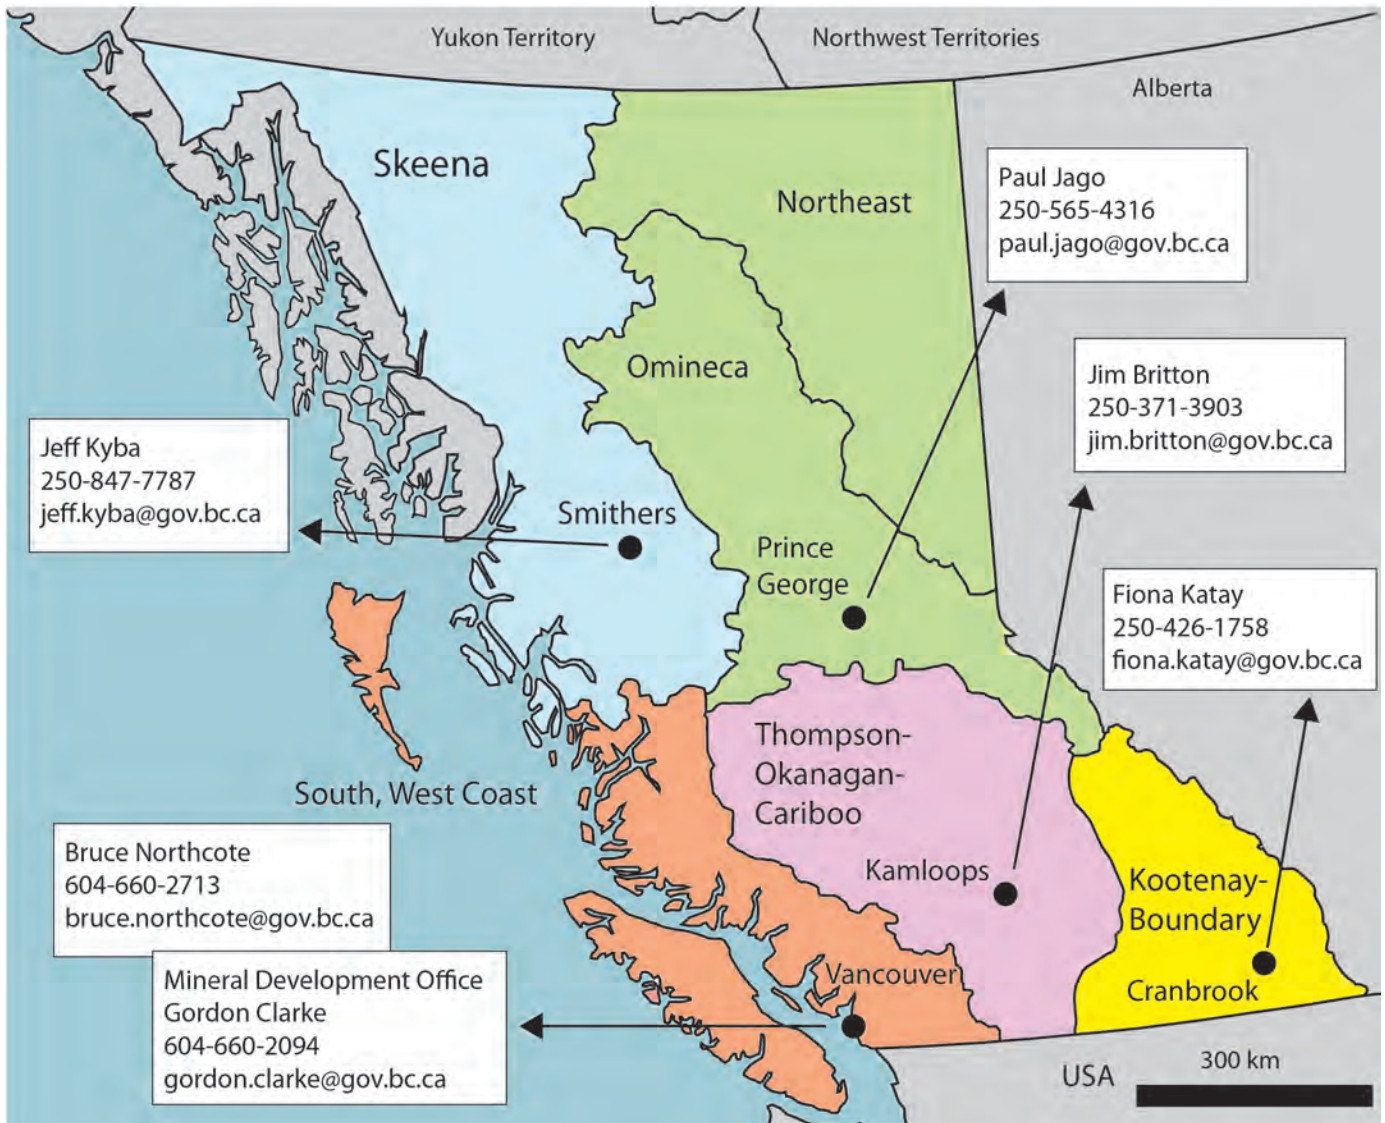 Yukon Territory
Northwest Territories
Alberta
Skeena
Northeast
Paul Jago
250-565-4316
paul.jago@gov.bc.ca
Omineca
Jim Britton
250-371-3903
jim.britton@gov.bc.ca
Jeff Kyba
250-847-7787
jeff.kyba@gov.bc.ca
Smithers
Prince
George
Fiona Katay
250-426-1758
fiona.katay@gov.bc.ca
South, West Coast
Thompson-
Okanagan-
Cariboo
Bruce Northcote
604-660-2713
bruce.northcote@gov.bc.ca
Kamloops
Kootenay-
Boundary
Mineral Development Office
Gordon Clarke
604-660-2094
gordon.clarke@gov.bc.ca
Vancouver
Cranbrook
USA
300 km